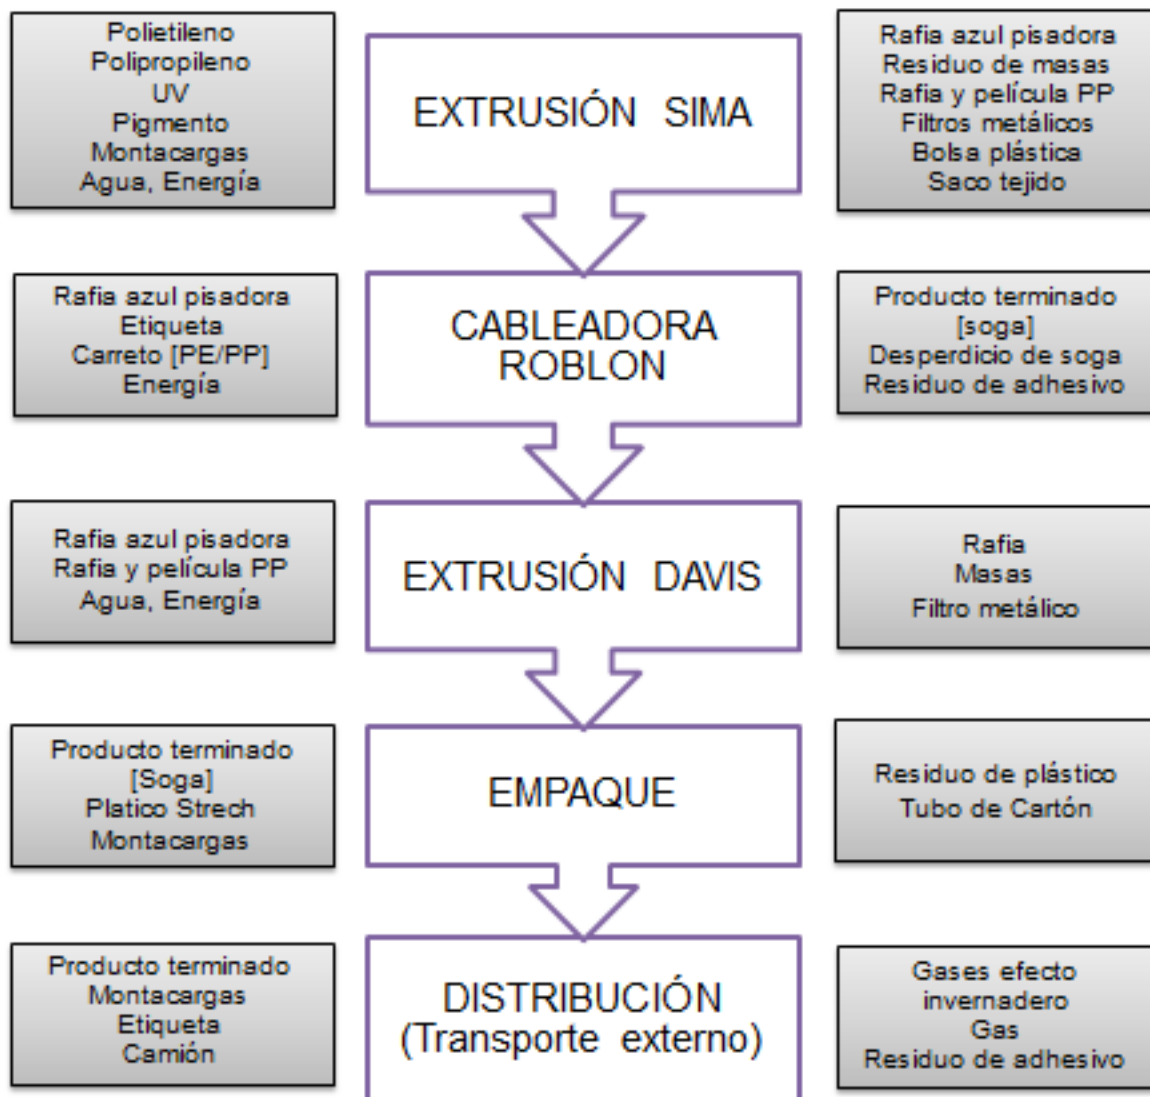 Polietileno
Polipropileno
UV
Pigmento
Montacargas
Agua, Energía
EXTRUSIÓN SIMA
Rafia azul pisadora
Residuo de masas
Rafia y película PP
Filtros metálicos
Bolsa plástica
Saco tejido
Rafia azul pisadora
Etiqueta
Carreto [PE/PP]
Energía
CABLEADORA
ROBLON
Producto terminado
[soga]
Desperdicio de soga
Residuo de adhesivo
Rafia azul pisadora
Rafia y película PP
Agua, Energía
EXTRUSIÓN DAVIS
Rafia
Masas
Filtro metálico
Producto terminado
[Soga]
Platico Strech
Montacargas
EMPAQUE
Residuo de plástico
Tubo de Cartón
Producto terminado
Montacargas
Etiqueta
Camión
DISTRIBUCIÓN
(Transporte externo)
Gases efecto
invernadero
Gas
Residuo de adhesivo